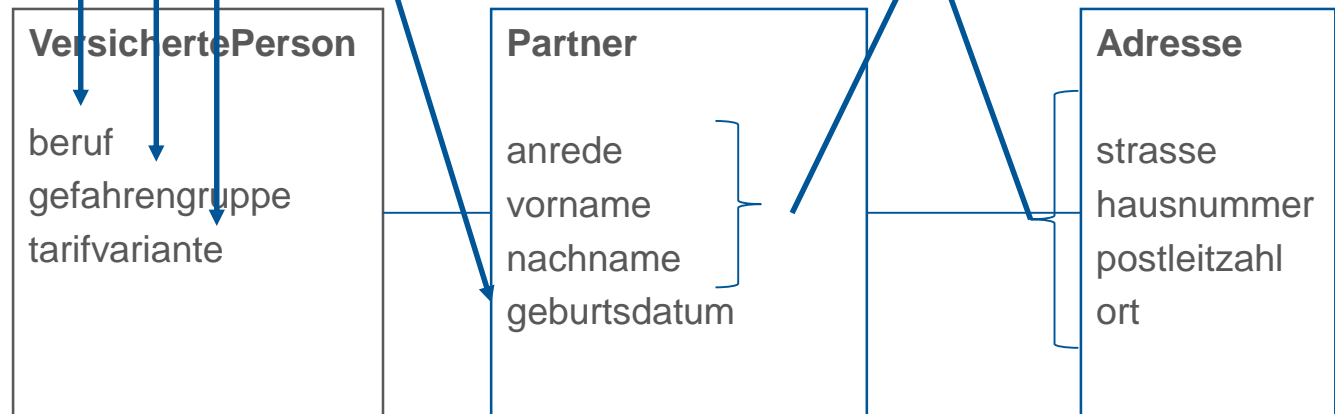 VersichertePerson
beruf
gefahrengruppe
tarifvariante
Partner
anrede
vorname
nachname
geburtsdatum
Adresse
strasse
hausnummer
postleitzahl
ort